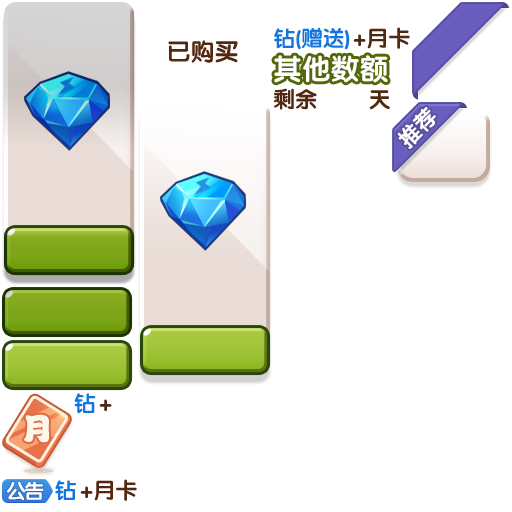 已购买
钻(赠送)+月卡
其他数额
剩余 天
推荐
钻+
月
公告 钻+月卡